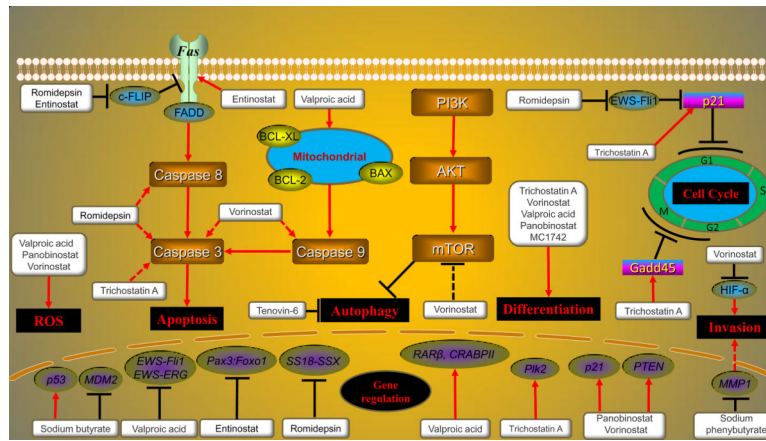 Fas
Romidepsin
Entinostat
c-FLIP
FADD
Entinostat
Valproic acid
PI3K
Romidepsin
EWS-Fli1
p21
BCL-XL
Mitochondrial
BCL-2
BAX
Trichostatin A
G1
S
Cell Cycle
M
G2
Caspase 8
AKT
Romidepsin
Vorinostat
Trichostatin A
Vorinostat
Valproic acid
Panobinostat
MC1742
Valproic acid
Panobinostat
Vorinostat
Caspase 3
Caspase 9
mTOR
Gadd45
Vorinostat
Trichostatin A
HIF-α
ROS
Apoptosis
Tenovin-6
Autophagy
Vorinostat
Differentiation
Trichostatin A
Invasion
p53
MDM2
EWS-Fli1
EWS-ERG
Pax3:Foxo1
SS18-SSX
Gene
regulation
RARβ, CRABPII
Plk2
p21
PTEN
MMP1
Sodium butyrate
Valproic acid
Entinostat
Romidepsin
Valproic acid
Trichostatin A
Panobinostat
Vorinostat
Sodium
phenybutyrate